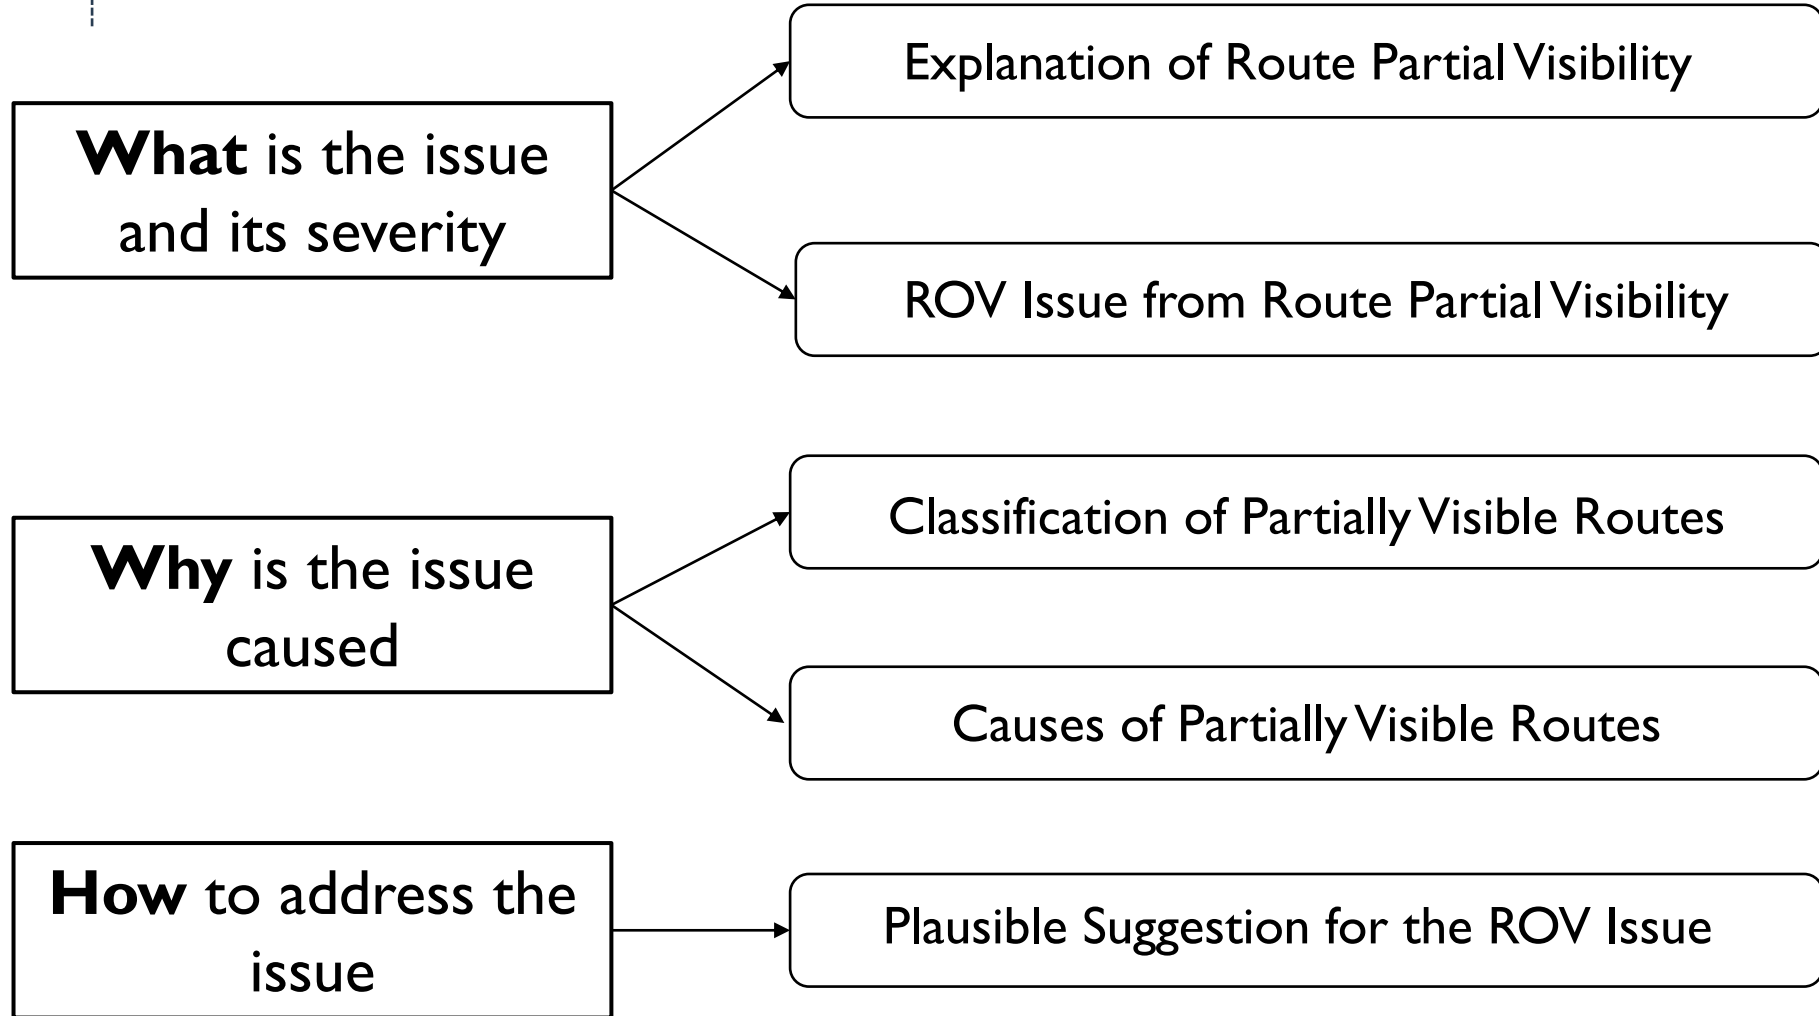 What is the issue
and its severity
Explanation of Route Partial Visibility
ROV Issue from Route Partial Visibility
Why is the issue
caused
Classification of Partially Visible Routes
Causes of Partially Visible Routes
How to address the
issue
Plausible Suggestion for the ROV Issue